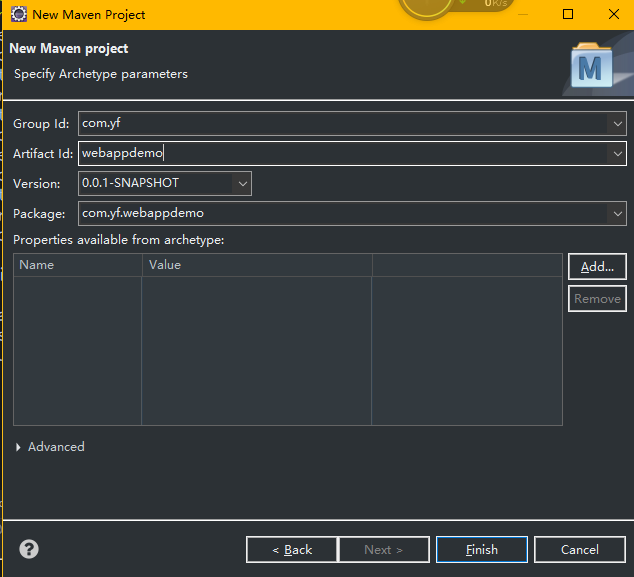 New Maven Project
0K/s
New Maven project
Specify Archetype parameters
M
Group Id: com.yf
Artifact Id: webappdemo
Version: 0.0.1-SNAPSHOT
Package: com.yf.webappdemo
Properties available from archetype:
Name Value
Add...
Remove
Advanced
? < Back Next > Finish Cancel